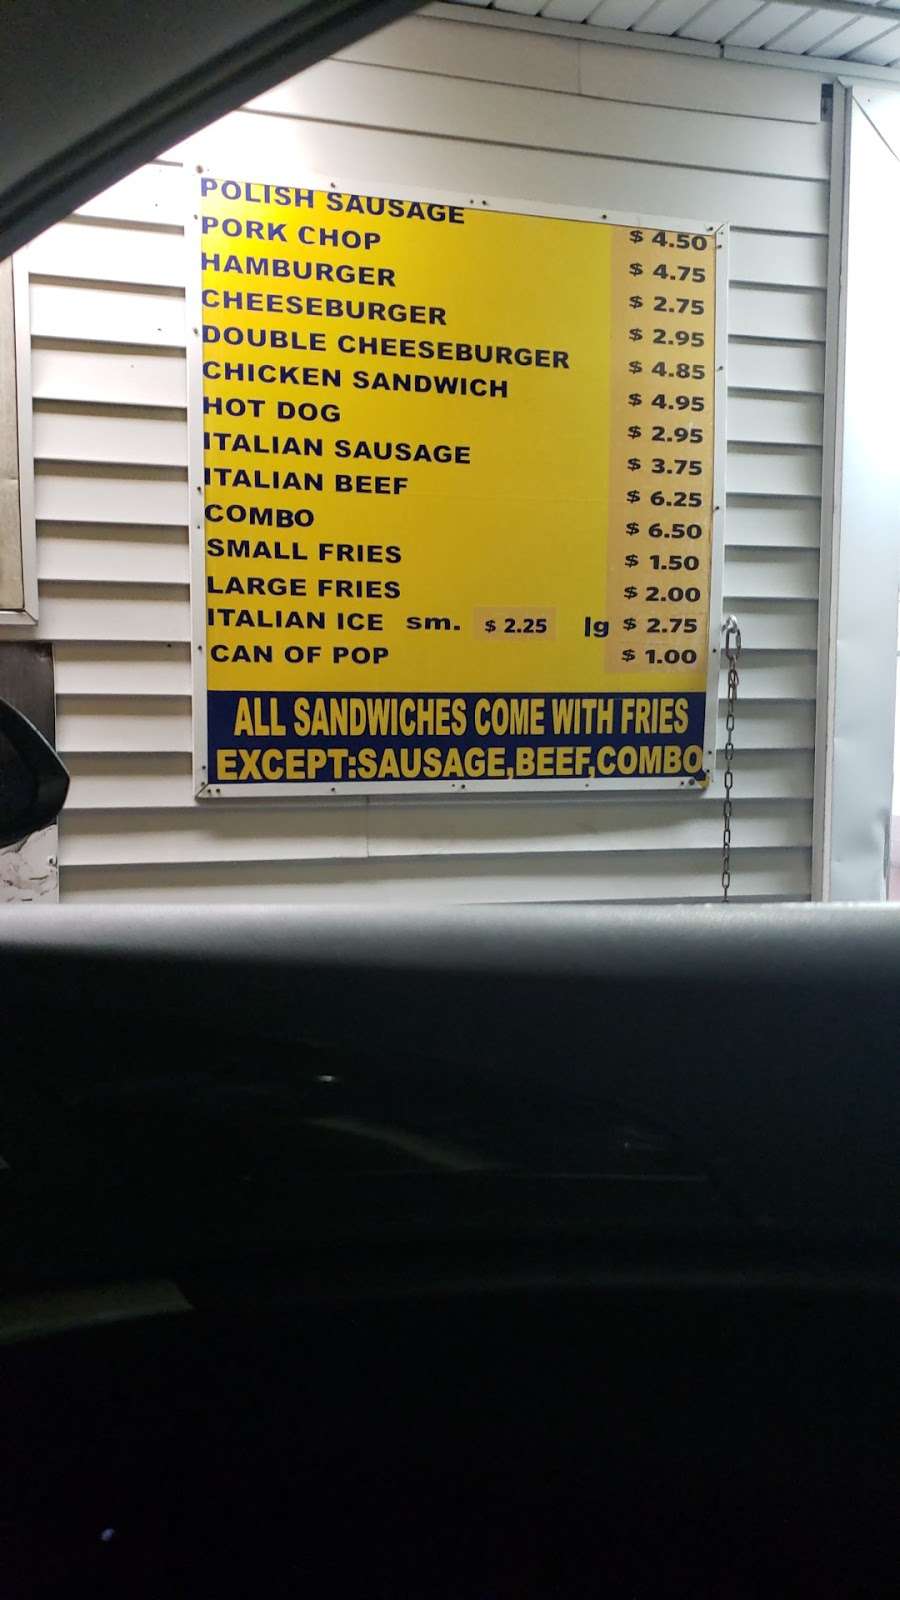 POLISH SAUSAGE $ 4.50
PORK CHOP $ 4.75
HAMBURGER $ 2.75
CHEESEBURGER $ 2.95
DOUBLE CHEESEBURGER $ 4.85
CHICKEN SANDWICH $ 4.95
HOT DOG $ 2.95
ITALIAN SAUSAGE $ 3.75
ITALIAN BEEF $ 6.25
COMBO $ 6.50
SMALL FRIES $ 1.50
LARGE FRIES $ 2.00
ITALIAN ICE sm. $ 2.25 lg $ 2.75
CAN OF POP $ 1.00
ALL SANDWICHES COME WITH FRIES
EXCEPT:SAUSAGE,BEEF,COMBO